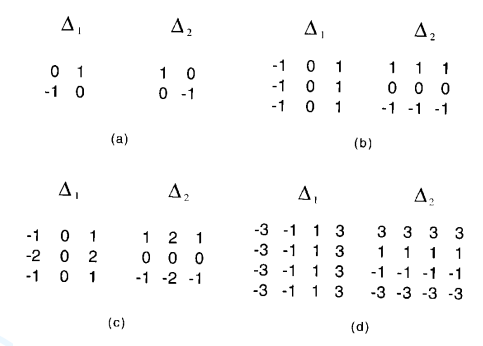 Δ₁ Δ₂ Δ₁ Δ₂
0 1 1 0
-1 0 0 -1
-1 0 1 1 1 1
-1 0 1 0 0 0
-1 0 1 -1 -1 -1
(a) (b)
Δ₁ Δ₂ Δ₁ Δ₂
-1 0 1 1 2 1
-2 0 2 0 0 0
-1 0 1 -1 -2 -1
-3 -1 1 3 3 3 3 3
-3 -1 1 3 1 1 1 1
-3 -1 1 3 -1 -1 -1 -1
-3 -1 1 3 -3 -3 -3 -3
(c) (d)